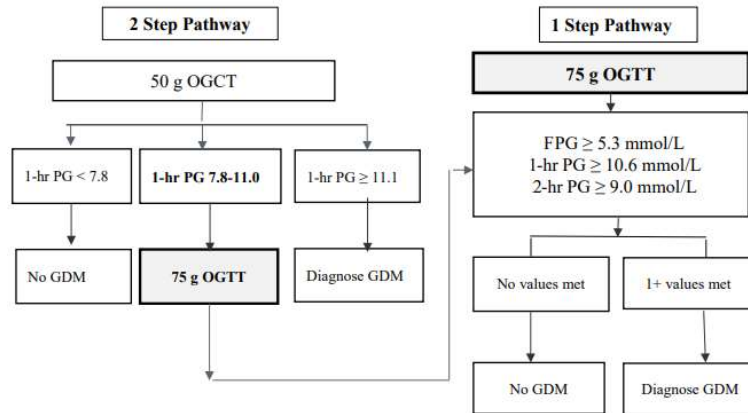 2 Step Pathway
50 g OGCT
1-hr PG < 7.8
1-hr PG 7.8-11.0
1-hr PG ≥ 11.1
No GDM
75 g OGTT
Diagnose GDM
1 Step Pathway
75 g OGTT
FPG ≥ 5.3 mmol/L
1-hr PG ≥ 10.6 mmol/L
2-hr PG ≥ 9.0 mmol/L
No values met
1+ values met
No GDM
Diagnose GDM